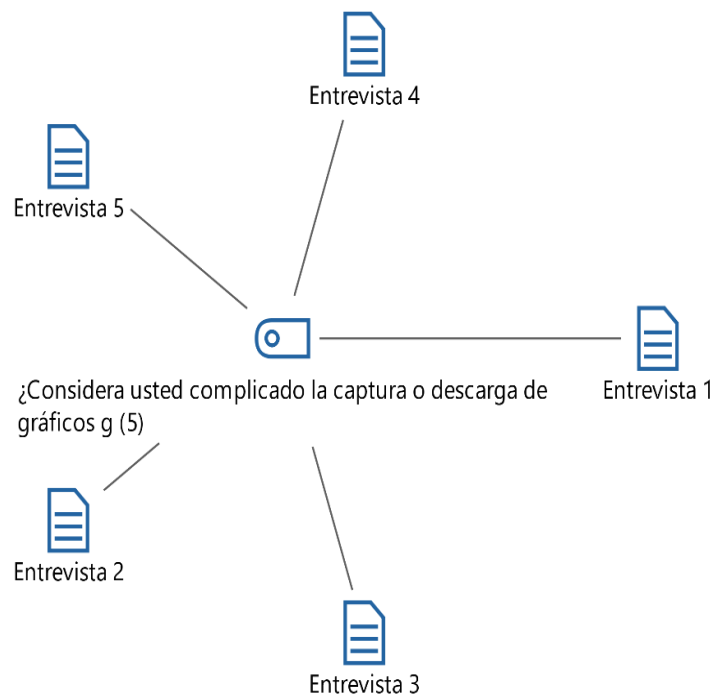 Entrevista 4
Entrevista 5
¿Considera usted complicado la captura o descarga de
gráficos g (5)
Entrevista 1
Entrevista 2
Entrevista 3